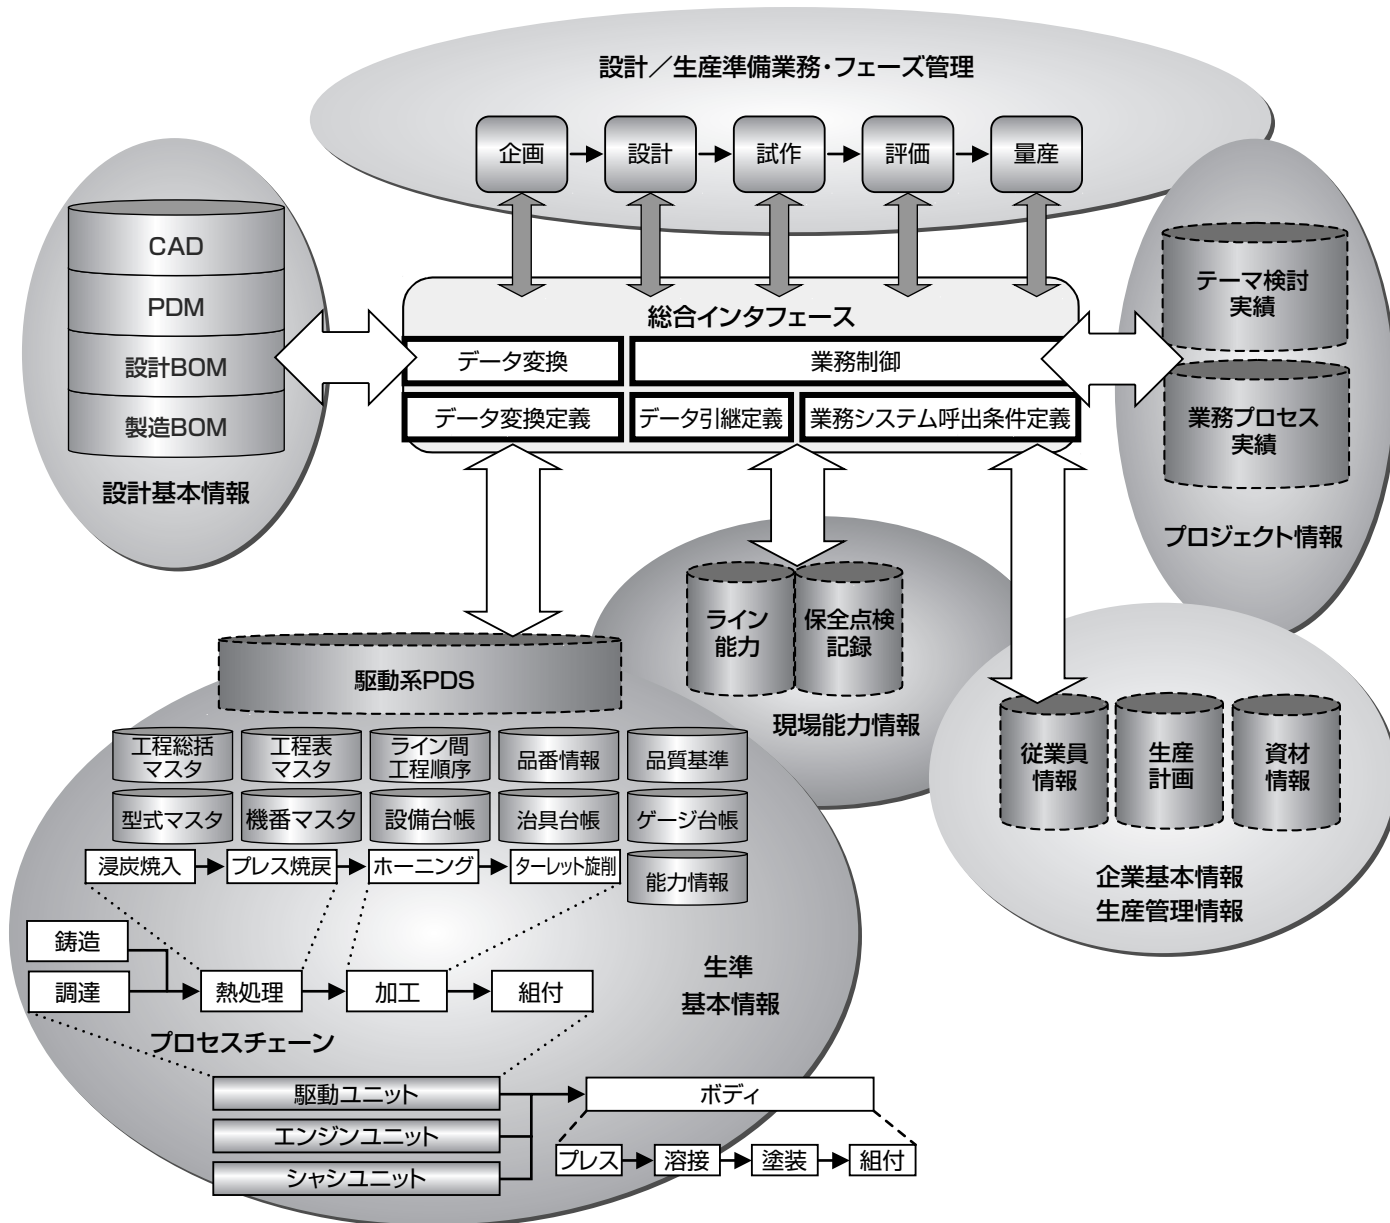 設計／生産準備業務・フェーズ管理
企画
設計
試作
評価
量産
CAD
PDM
設計BOM
製造BOM
設計基本情報
総合インタフェース
データ変換
業務制御
データ変換定義
データ引継定義
業務システム呼出条件定義
テーマ検討
実績
業務プロセス
実績
プロジェクト情報
ライン
能力
保全点検
記録
現場能力情報
従業員
情報
生産
計画
資材
情報
企業基本情報
生産管理情報
駆動系PDS
工程総括
マスタ
工程表
マスタ
ライン間
工程順序
品番情報
品質基準
型式マスタ
機番マスタ
設備台帳
治具台帳
ゲージ台帳
浸炭焼入
プレス焼戻
ホーニング
ターレット旋削
能力情報
鋳造
調達
熱処理
加工
組付
生準
基本情報
プロセスチェーン
駆動ユニット
エンジンユニット
シャシユニット
ボディ
プレス
溶接
塗装
組付